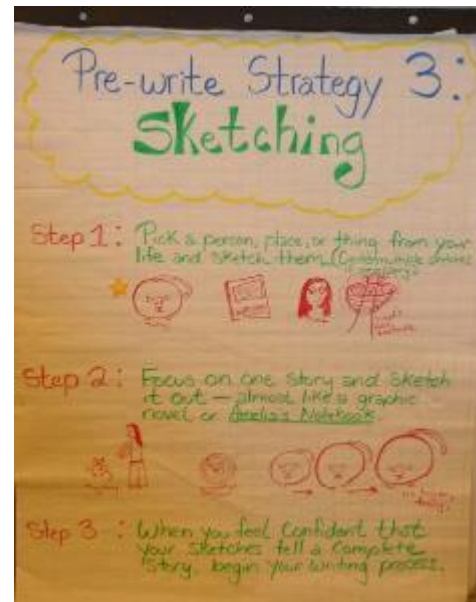 Pre-write Strategy 3:
Sketching
Step 1: Pick a person, place, or thing from your
life and sketch them.
Step 2: Focus on one story and sketch
it out — almost like a graphic
novel or Amelia's Notebook.
Step 3: When you feel confident that
your sketches tell a complete
story, begin your writing process.